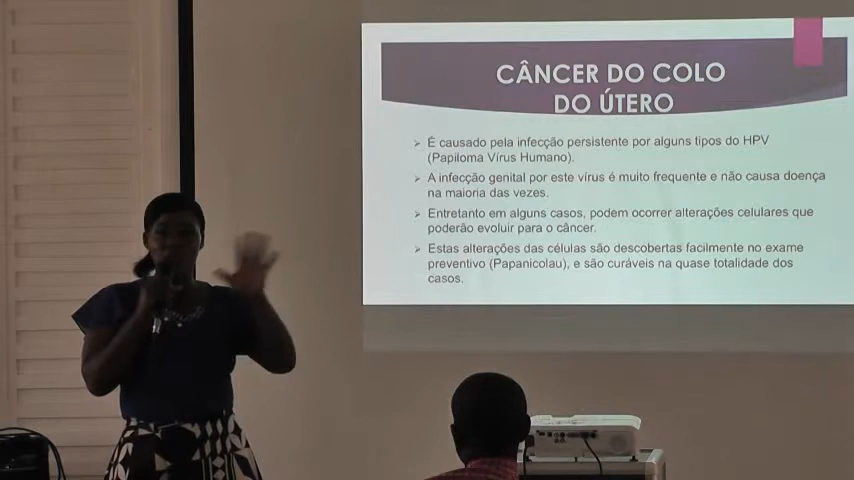 CÂNCER DO COLO
DO ÚTERO
É causado pela infecção persistente por alguns tipos do HPV
(Papiloma Vírus Humano).
A infecção genital por este vírus é muito frequente e não causa doença
na maioria das vezes.
Entretanto em alguns casos, podem ocorrer alterações celulares que
poderão evoluir para o câncer.
Estas alterações das células são descobertas facilmente no exame
preventivo (Papanicolau), e são curáveis na quase totalidade dos
casos.